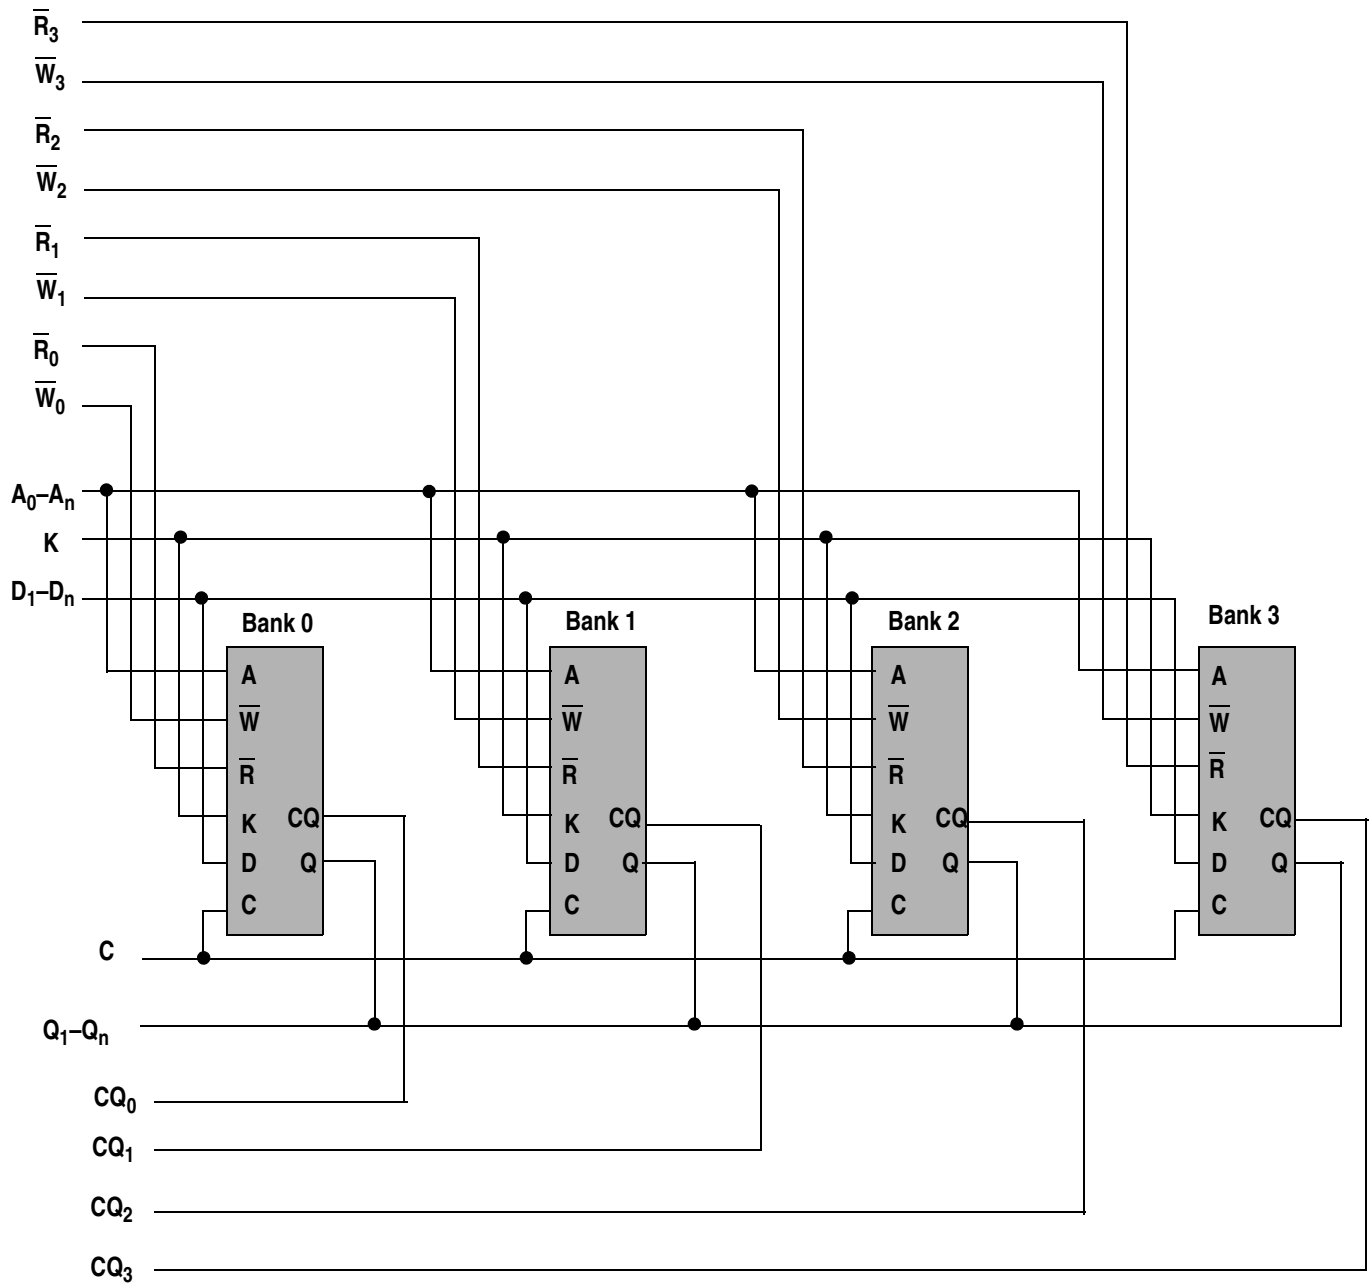 R̅₃
W̅₃
R̅₂
W̅₂
R̅₁
W̅₁
R̅₀
W̅₀
A₀–Aₙ
K
D₁–Dₙ
Bank 0
Bank 1
Bank 2
Bank 3
A
W̅
R̅
K CQ
D Q
C
A
W̅
R̅
K CQ
D Q
C
A
W̅
R̅
K CQ
D Q
C
A
W̅
R̅
K CQ
D Q
C
C
Q₁–Qₙ
CQ₀
CQ₁
CQ₂
CQ₃